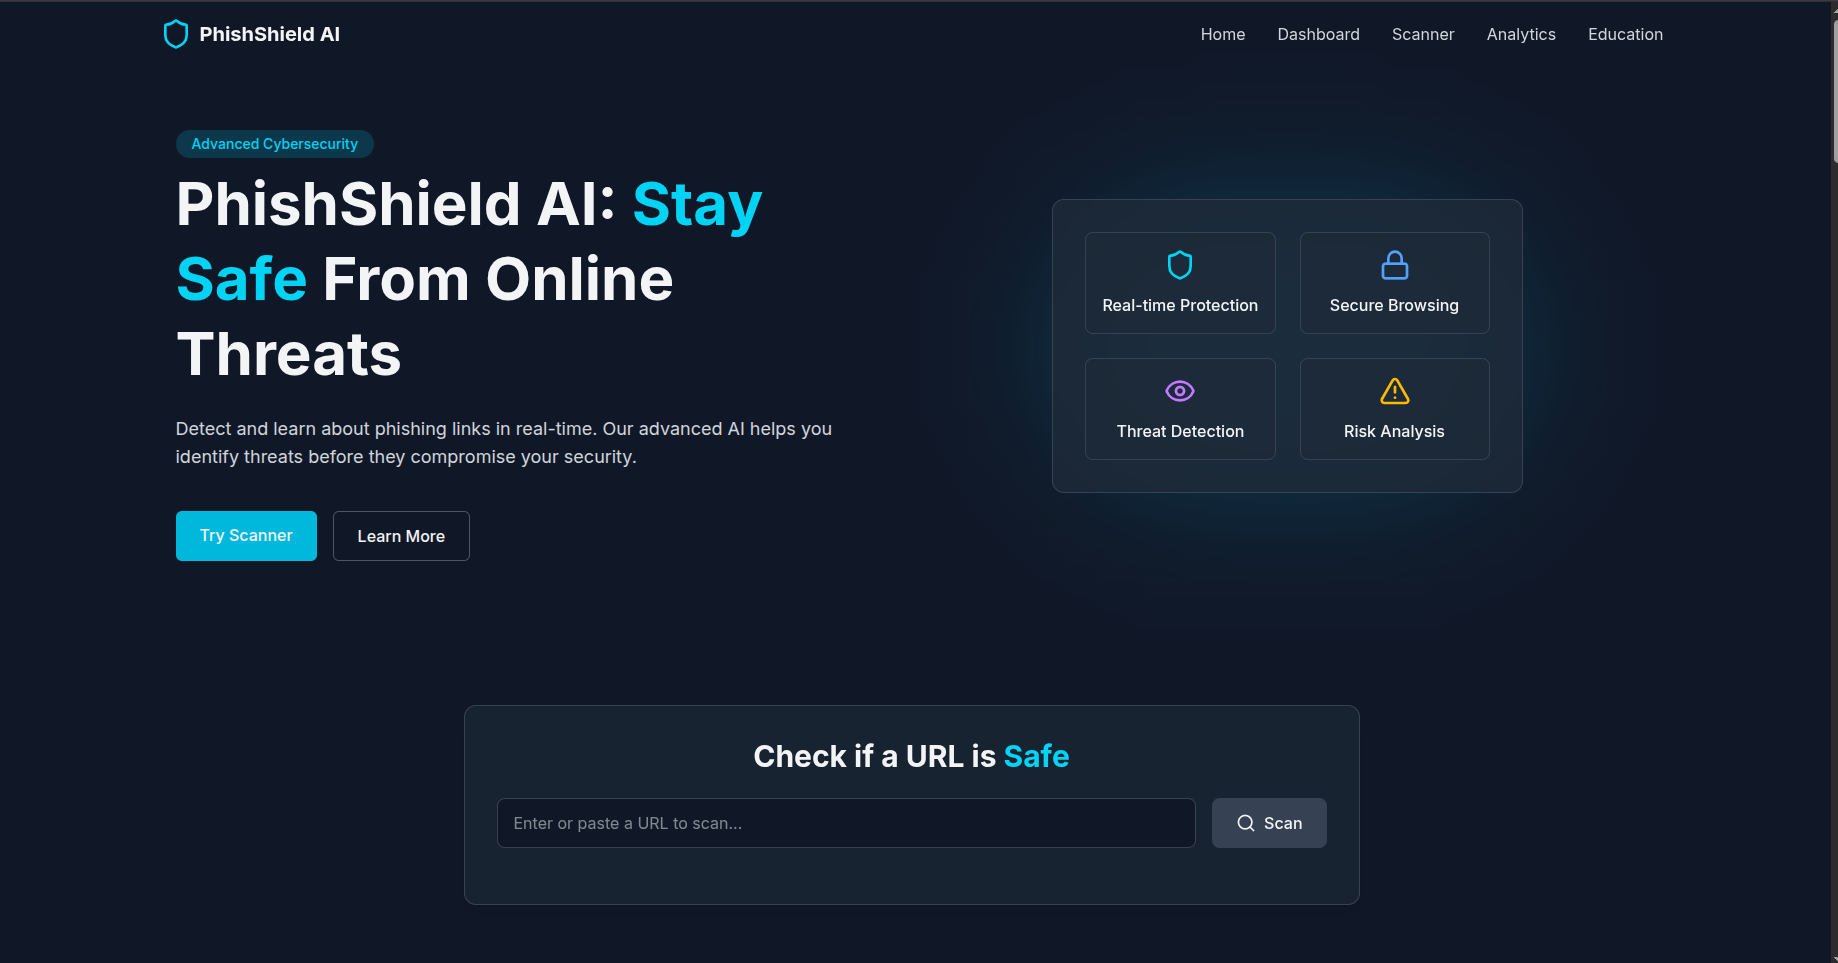 PhishShield AI
Home
Dashboard
Scanner
Analytics
Education
Advanced Cybersecurity
PhishShield AI: Stay
Safe From Online
Threats
Detect and learn about phishing links in real-time. Our advanced AI helps you
identify threats before they compromise your security.
Try Scanner
Learn More
Real-time Protection
Secure Browsing
Threat Detection
Risk Analysis
Check if a URL is Safe
Enter or paste a URL to scan...
Scan